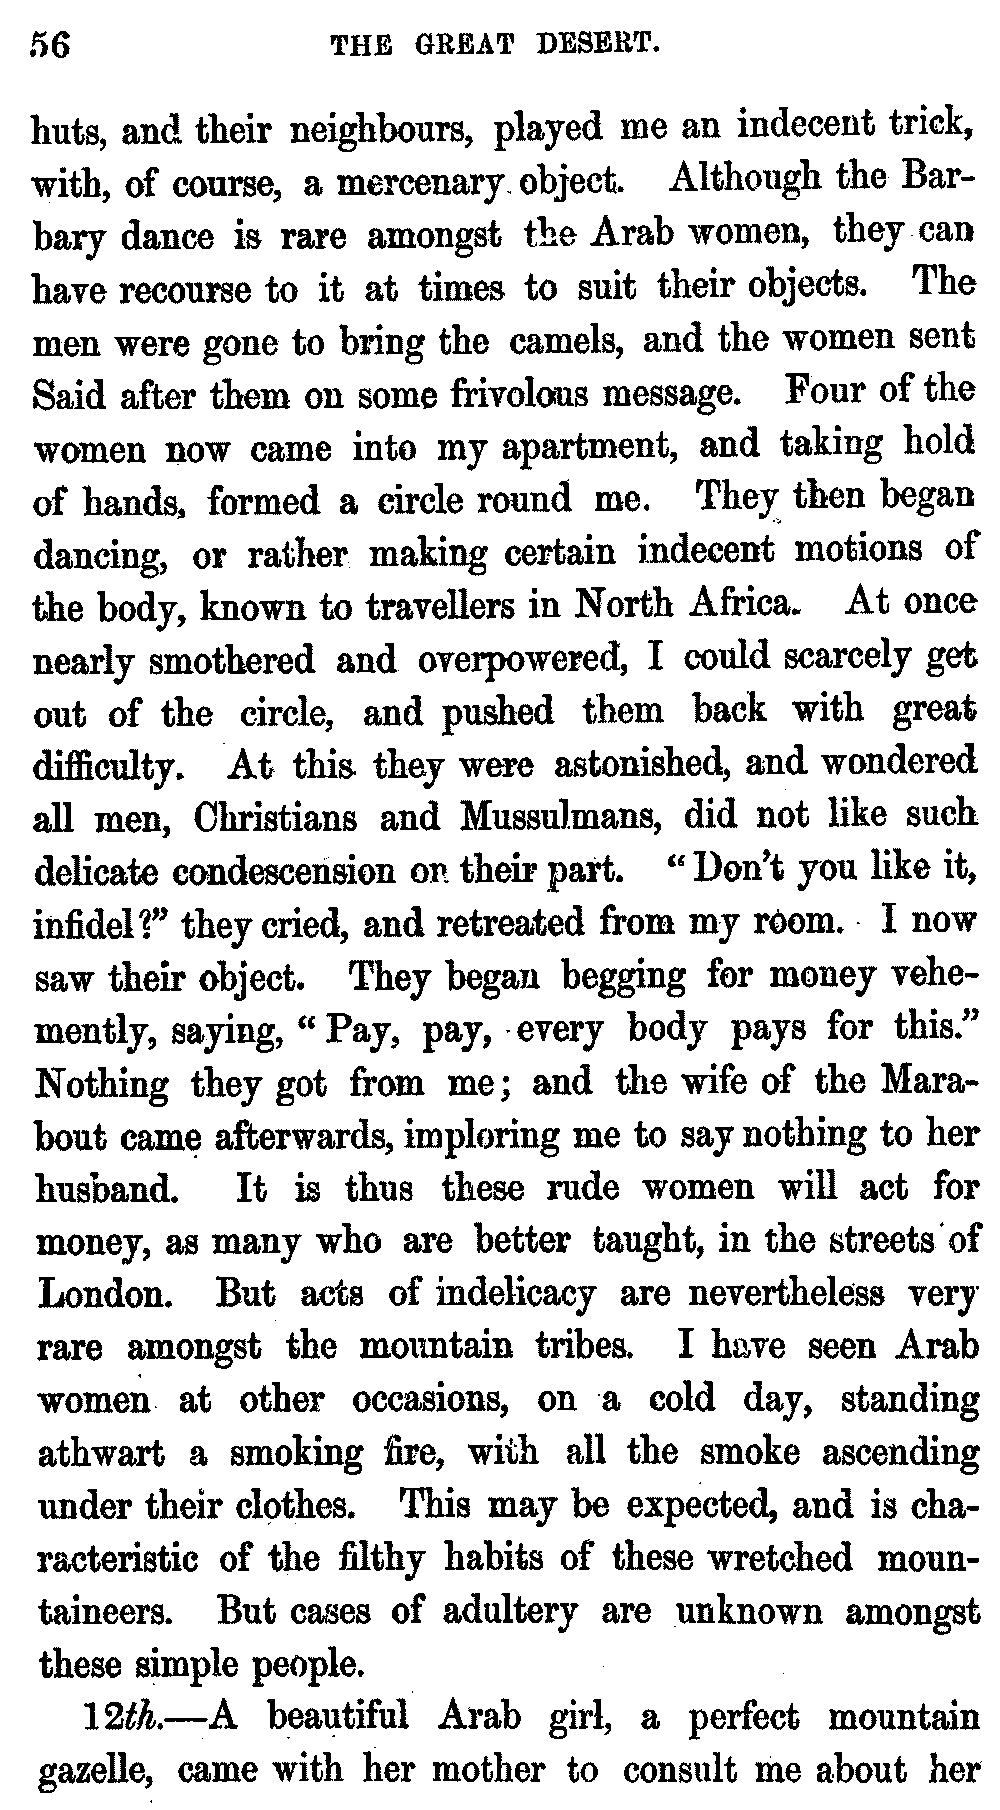 56 THE GREAT DESERT.
huts, and their neighbours, played me an indecent trick,
with, of course, a mercenary object. Although the Bar-
bary dance is rare amongst the Arab women, they can
have recourse to it at times to suit their objects. The
men were gone to bring the camels, and the women sent
Said after them on some frivolous message. Four of the
women now came into my apartment, and taking hold
of hands, formed a circle round me. They then began
dancing, or rather making certain indecent motions of
the body, known to travellers in North Africa. At once
nearly smothered and overpowered, I could scarcely get
out of the circle, and pushed them back with great
difficulty. At this they were astonished, and wondered
all men, Christians and Mussulmans, did not like such
delicate condescension on their part. “Don’t you like it,
infidel?” they cried, and retreated from my room. I now
saw their object. They began begging for money vehe-
mently, saying, “Pay, pay, every body pays for this.”
Nothing they got from me; and the wife of the Mara-
bout came afterwards, imploring me to say nothing to her
husband. It is thus these rude women will act for
money, as many who are better taught, in the streets of
London. But acts of indelicacy are nevertheless very
rare amongst the mountain tribes. I have seen Arab
women at other occasions, on a cold day, standing
athwart a smoking fire, with all the smoke ascending
under their clothes. This may be expected, and is cha-
racteristic of the filthy habits of these wretched moun-
taineers. But cases of adultery are unknown amongst
these simple people.
12th.—A beautiful Arab girl, a perfect mountain
gazelle, came with her mother to consult me about her